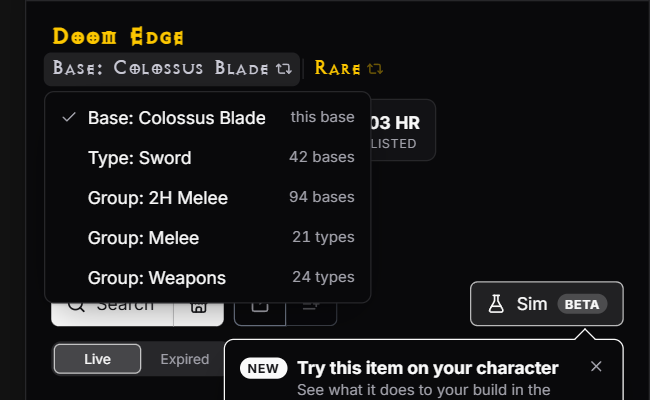 Doom Edge
Base: Colossus Blade
Rare
Base: Colossus Blade this base
Type: Sword 42 bases
Group: 2H Melee 94 bases
Group: Melee 21 types
Group: Weapons 24 types
03 HR
LISTED
Search
Sim BETA
Live Expired
NEW Try this item on your character
See what it does to your build in the